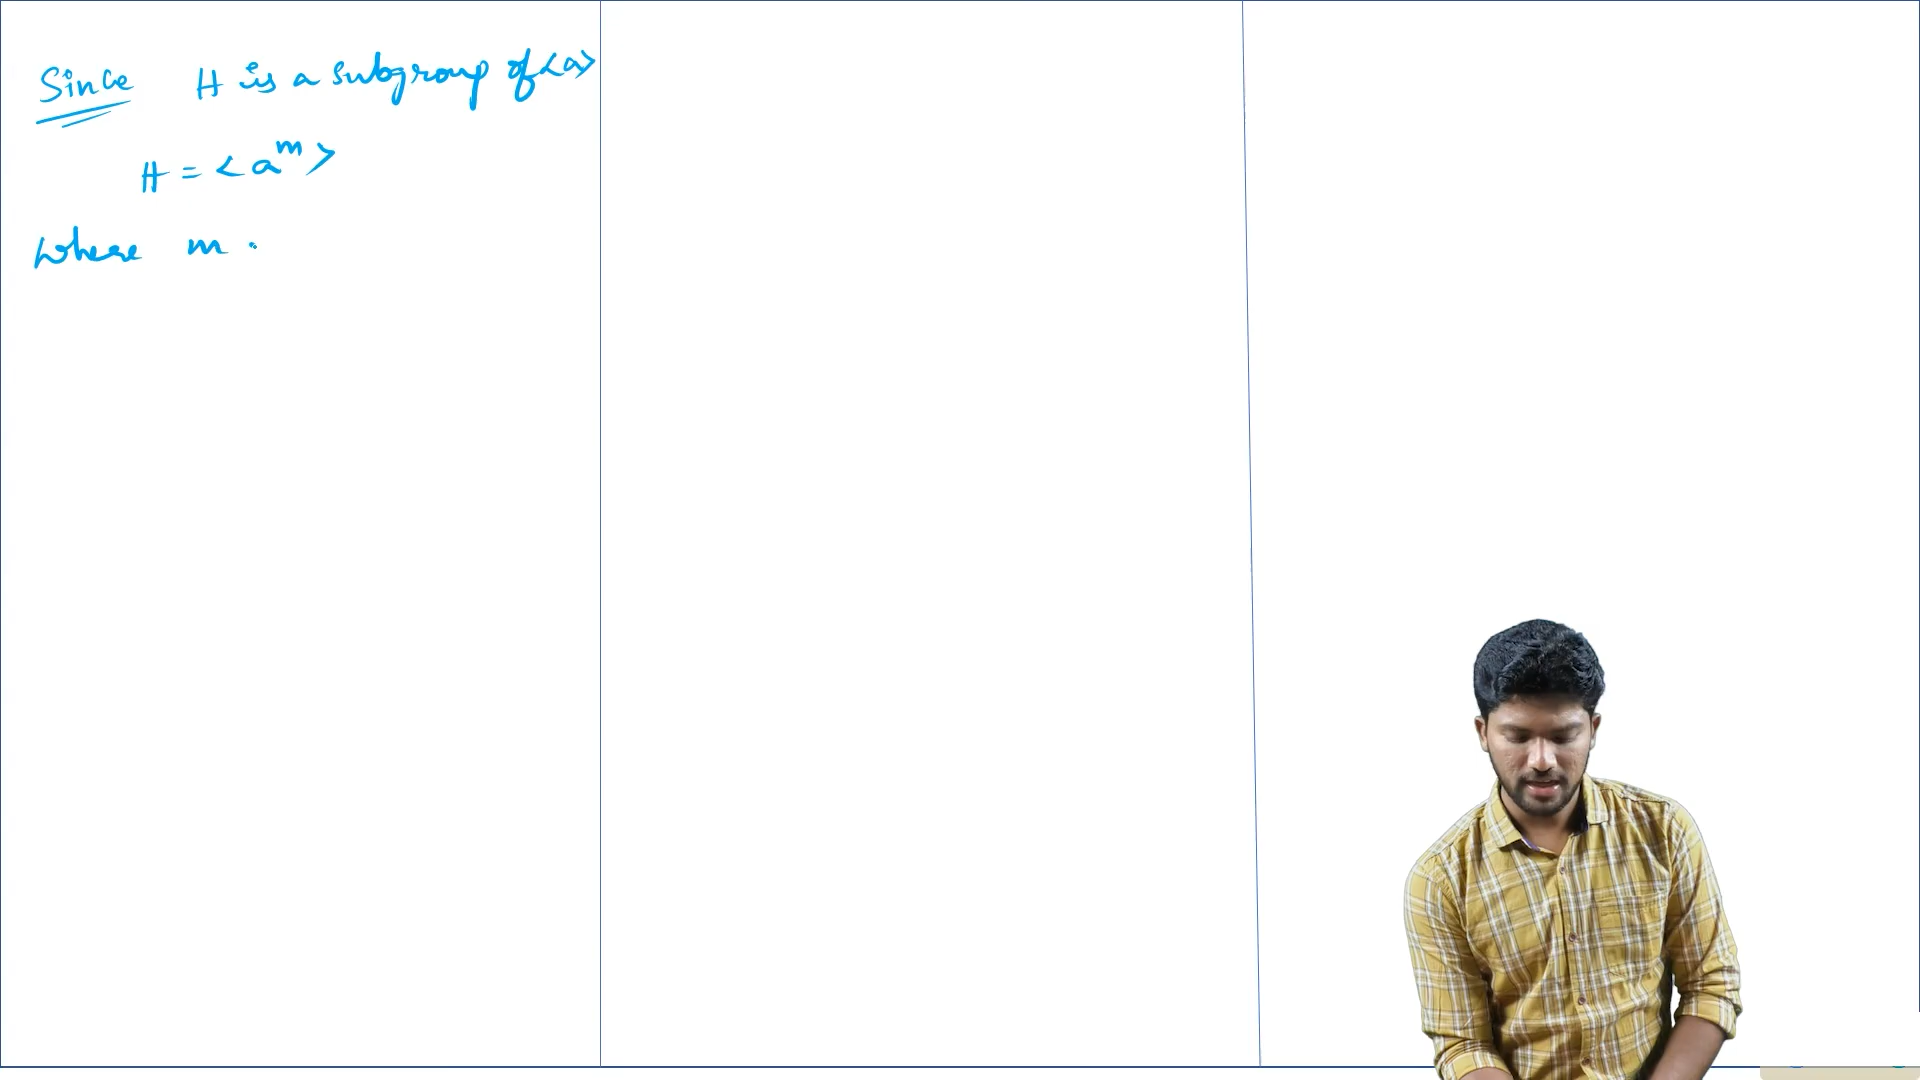 Since H is a subgroup of <a>
H = <a^m>
where m